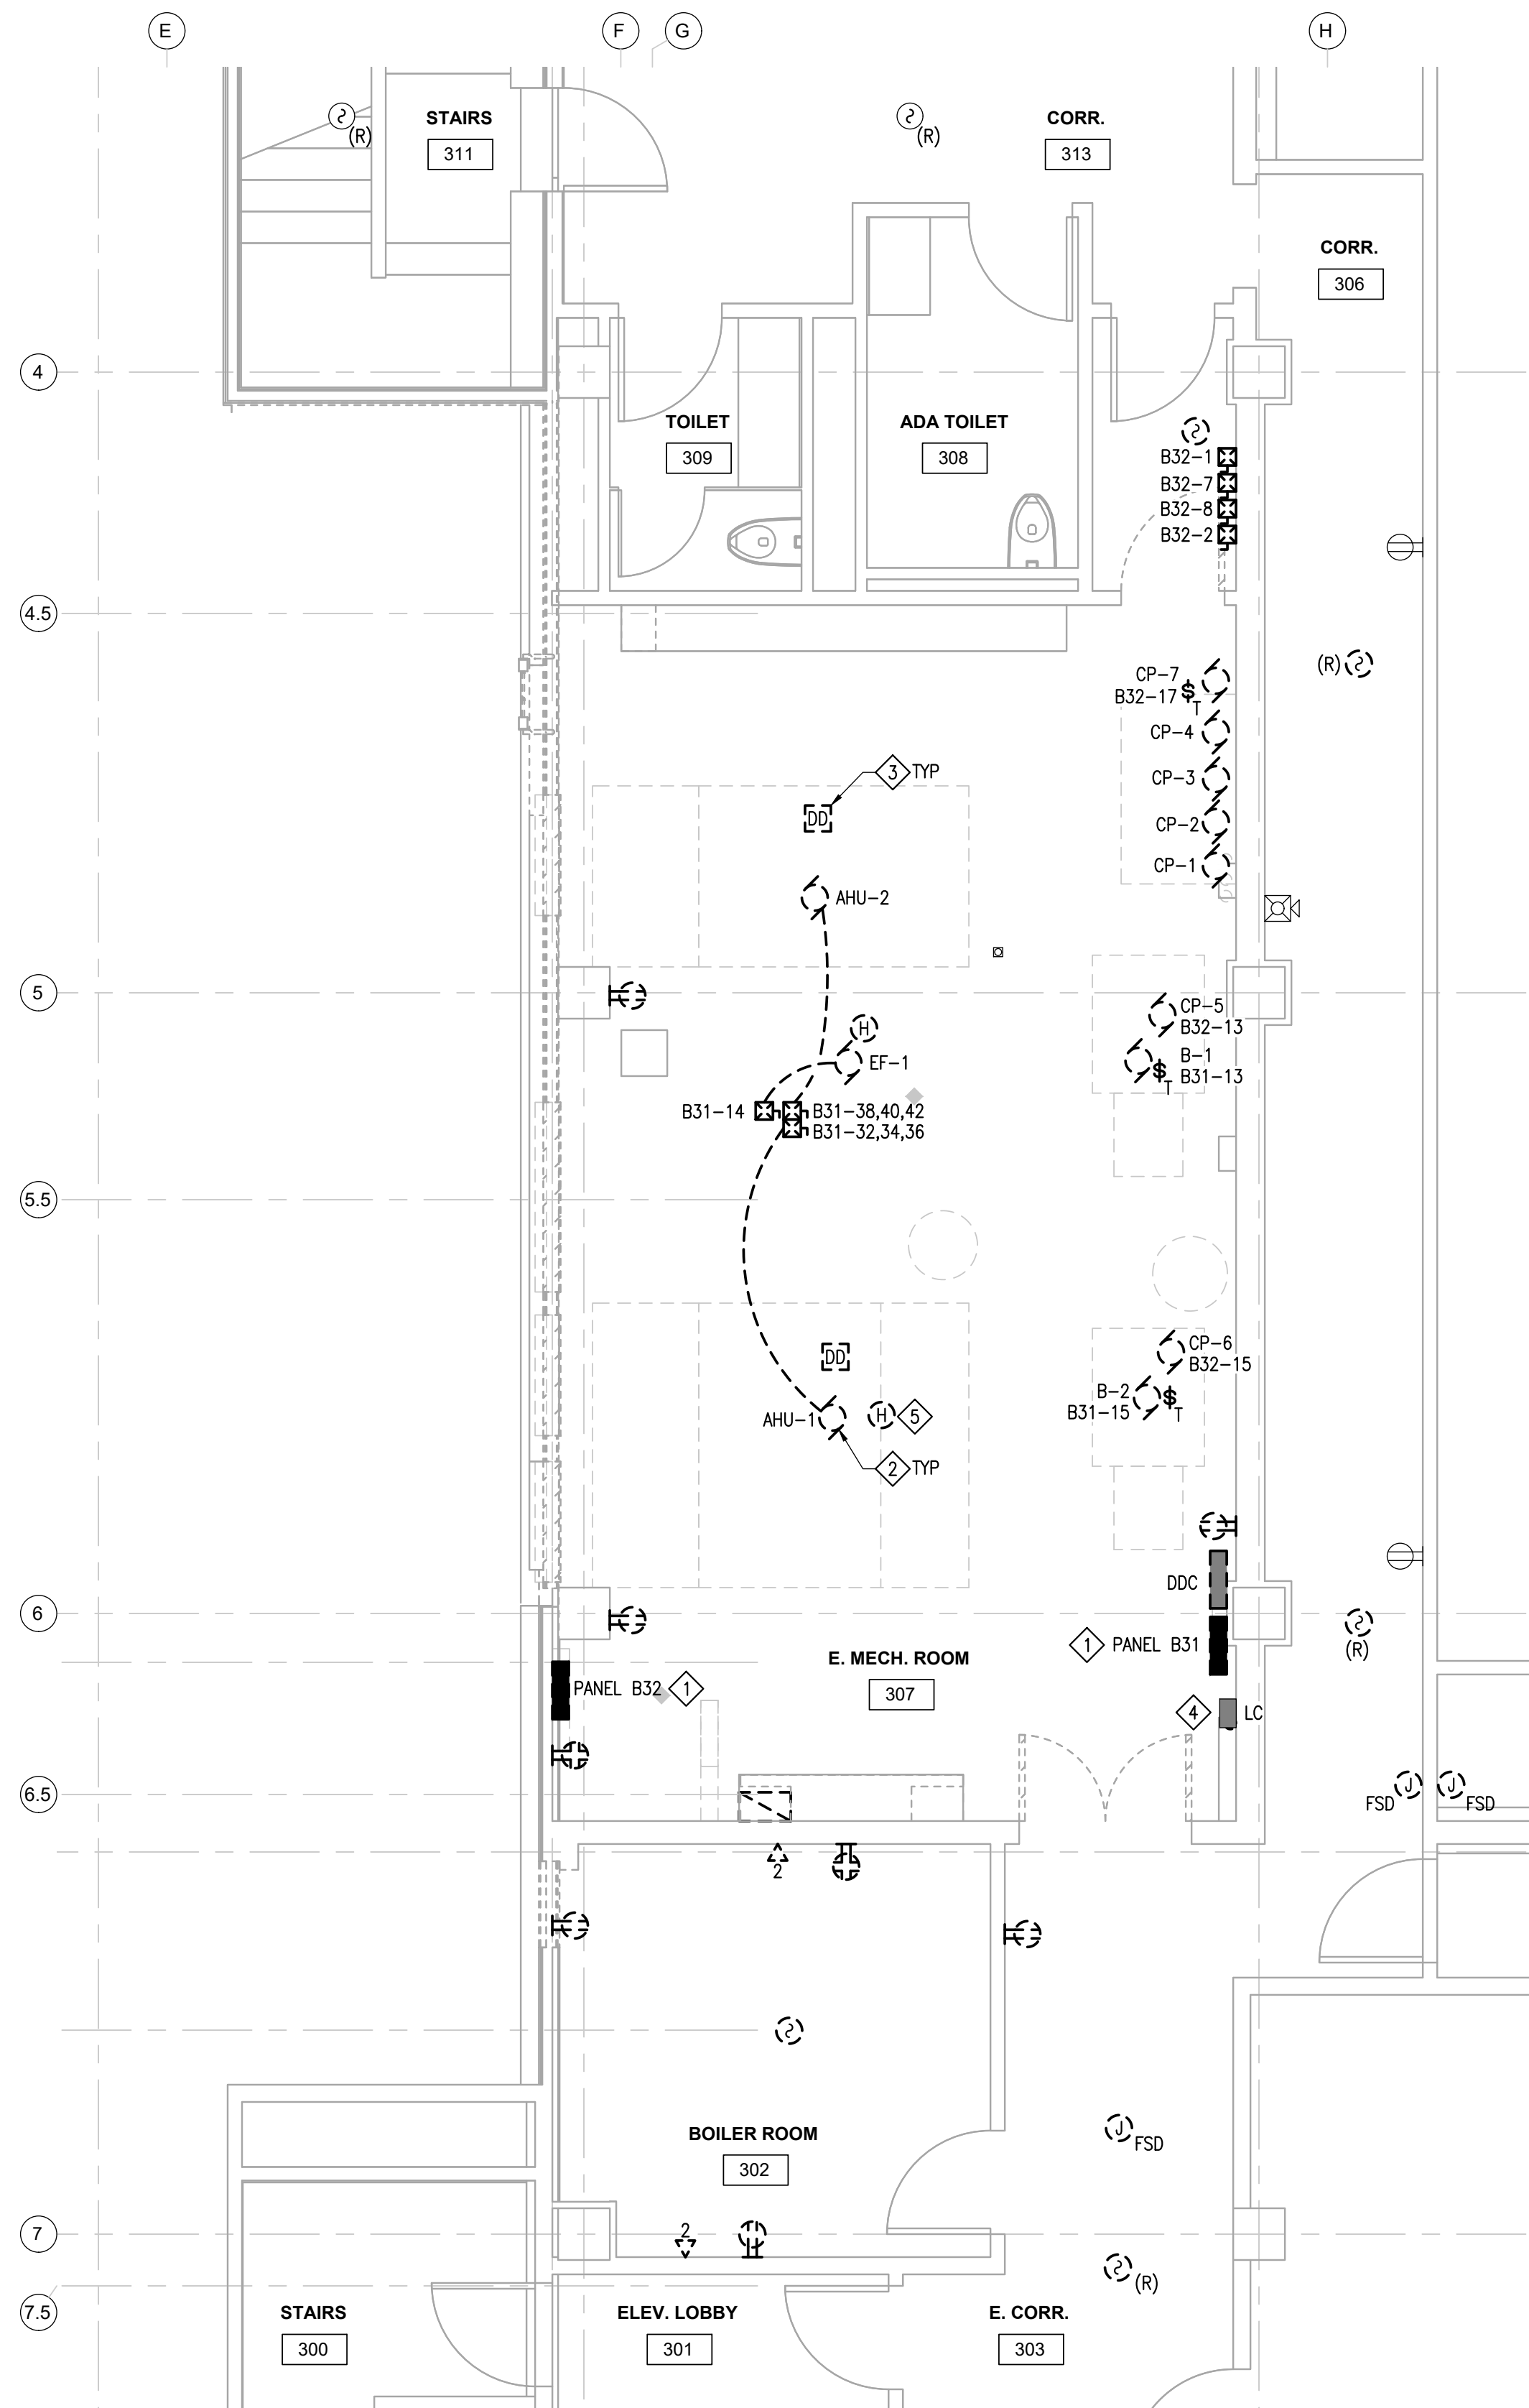 E
F
G
H
STAIRS
311
(R)
(R)
CORR.
313
CORR.
306
4
TOILET
309
ADA TOILET
308
B32-1
B32-7
B32-8
B32-2
4.5
(R)
CP-7
B32-17 $
T
CP-4
CP-3
CP-2
CP-1
3 TYP
DD
AHU-2
5
CP-5
B32-13
H
EF-1
B-1
$ B31-13
T
B31-14
B31-38,40,42
B31-32,34,36
5.5
DD
CP-6
B32-15
B-2
B31-15 $
T
AHU-1
H 5
2 TYP
DDC
6
(R)
1 PANEL B31
E. MECH. ROOM
307
PANEL B32 1
4 LC
6.5
J J
FSD FSD
2
BOILER ROOM
302
J
FSD
7
2
(R)
7.5
STAIRS
300
ELEV. LOBBY
301
E. CORR.
303